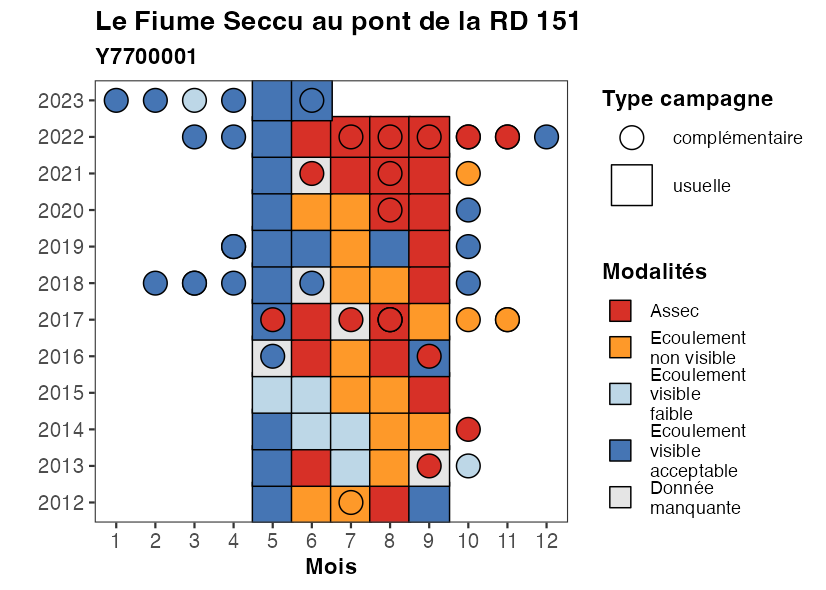 Le Fiume Seccu au pont de la RD 151
Y7700001
2023
2022
2021
2020
2019
2018
2017
2016
2015
2014
2013
2012
1 2 3 4 5 6 7 8 9 10 11 12
Mois
Type campagne
complémentaire
usuelle
Modalités
Assec
Ecoulement
non visible
Ecoulement
visible
faible
Ecoulement
visible
acceptable
Donnée
manquante